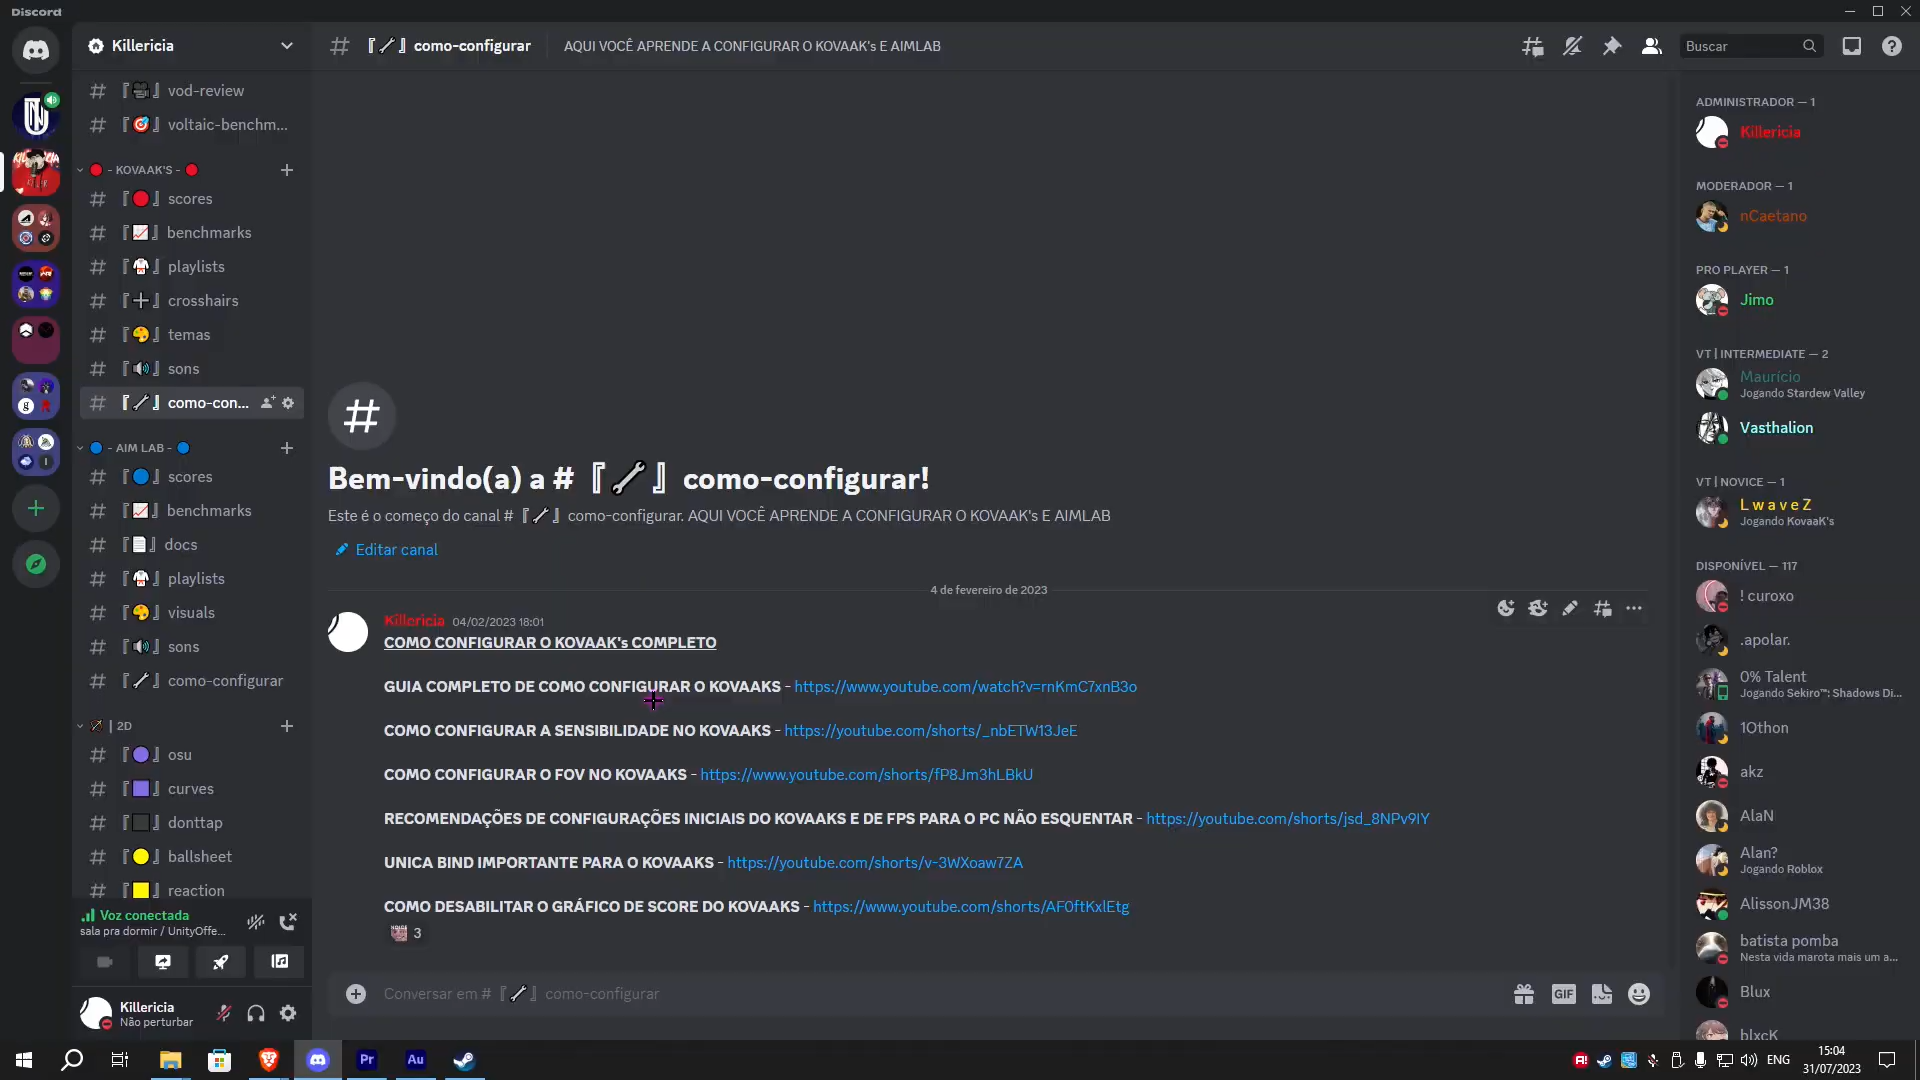 Discord
Killericia
『🔧』 como-configurar
AQUI VOCÊ APRENDE A CONFIGURAR O KOVAAK's E AIMLAB
Buscar
『』 vod-review
『🎯』 voltaic-benchm...
🔴 - KOVAAK'S - 🔴
『🔴』 scores
『📈』 benchmarks
『🥋』 playlists
『➕』 crosshairs
『🎨』 temas
『🔊』 sons
『🔧』 como-con...
🔵 - AIM LAB - 🔵
『🔵』 scores
『📈』 benchmarks
『📄』 docs
『🥋』 playlists
『🎨』 visuals
『🔊』 sons
『🔧』 como-configurar
🏹 | 2D
『🟣』 osu
『🟪』 curves
『⬛』 donttap
『🟡』 ballsheet
『🟨』 reaction
Voz conectada
sala pra dormir / UnityOffe...
Killericia
Não perturbar
Bem-vindo(a) a # 『🔧』 como-configurar!
Este é o começo do canal # 『🔧』 como-configurar. AQUI VOCÊ APRENDE A CONFIGURAR O KOVAAK's E AIMLAB
Editar canal
4 de fevereiro de 2023
Killericia 04/02/2023 18:01
COMO CONFIGURAR O KOVAAK's COMPLETO
GUIA COMPLETO DE COMO CONFIGURAR O KOVAAKS - https://www.youtube.com/watch?v=rnKmC7xnB3o
COMO CONFIGURAR A SENSIBILIDADE NO KOVAAKS - https://youtube.com/shorts/_nbETW13JeE
COMO CONFIGURAR O FOV NO KOVAAKS - https://www.youtube.com/shorts/fP8Jm3hLBkU
RECOMENDAÇÕES DE CONFIGURAÇÕES INICIAIS DO KOVAAKS E DE FPS PARA O PC NÃO ESQUENTAR - https://youtube.com/shorts/jsd_8NPv9IY
UNICA BIND IMPORTANTE PARA O KOVAAKS - https://youtube.com/shorts/v-3WXoaw7ZA
COMO DESABILITAR O GRÁFICO DE SCORE DO KOVAAKS - https://www.youtube.com/shorts/AF0ftKxlEtg
3
Conversar em # 『🔧』 como-configurar
GIF
ADMINISTRADOR — 1
Killericia
MODERADOR — 1
nCaetano
PRO PLAYER — 1
Jimo
VT | INTERMEDIATE — 2
Maurício
Jogando Stardew Valley
Vasthalion
VT | NOVICE — 1
L w a v e Z
Jogando KovaaK's
DISPONÍVEL — 117
! curoxo
.apolar.
0% Talent
Jogando Sekiro™: Shadows Di...
1Othon
akz
AlaN
Alan?
Jogando Roblox
AlissonJM38
batista pomba
Nesta vida marota mais um a...
Blux
blxcK
Pr
Au
ENG
15:04
31/07/2023